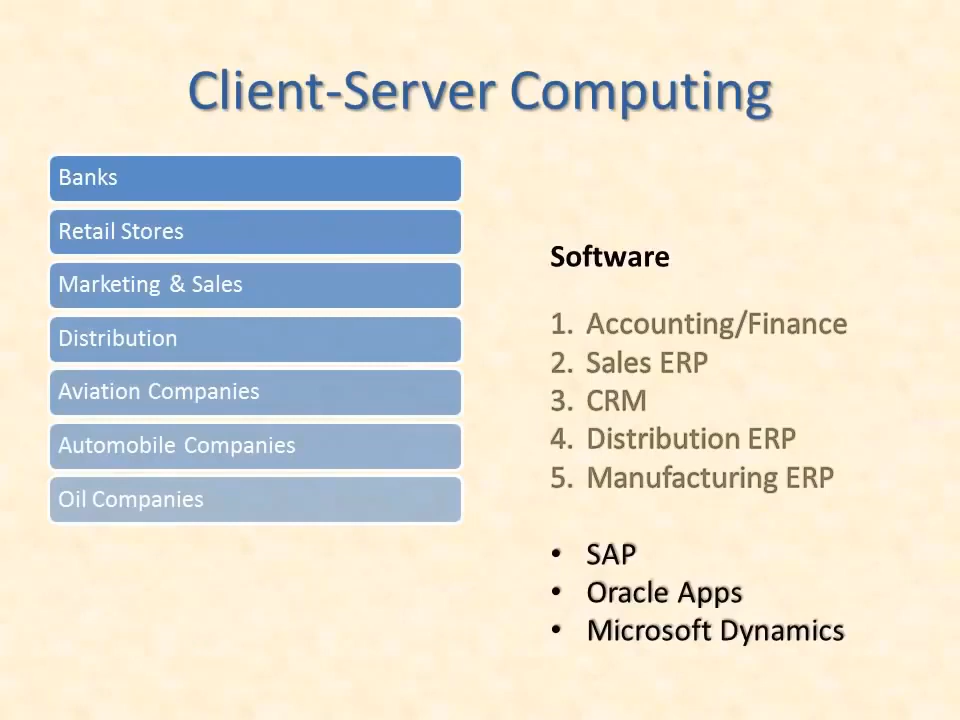 Client-Server Computing
Banks
Retail Stores
Marketing & Sales
Distribution
Aviation Companies
Automobile Companies
Oil Companies
Software
1. Accounting/Finance
2. Sales ERP
3. CRM
4. Distribution ERP
5. Manufacturing ERP
• SAP
• Oracle Apps
• Microsoft Dynamics